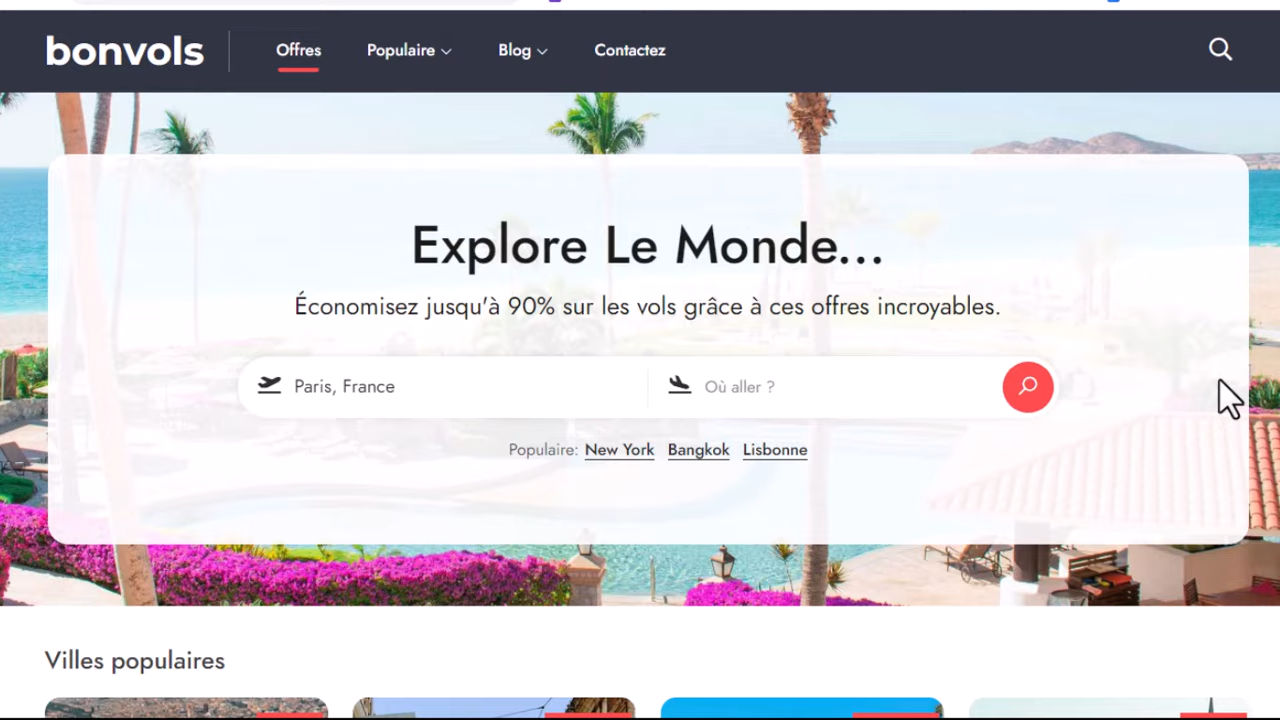 bonvols
Offres Populaire Blog Contactez
Explore Le Monde...
Économisez jusqu'à 90% sur les vols grâce à ces offres incroyables.
Paris, France Où aller ?
Populaire: New York Bangkok Lisbonne
Villes populaires